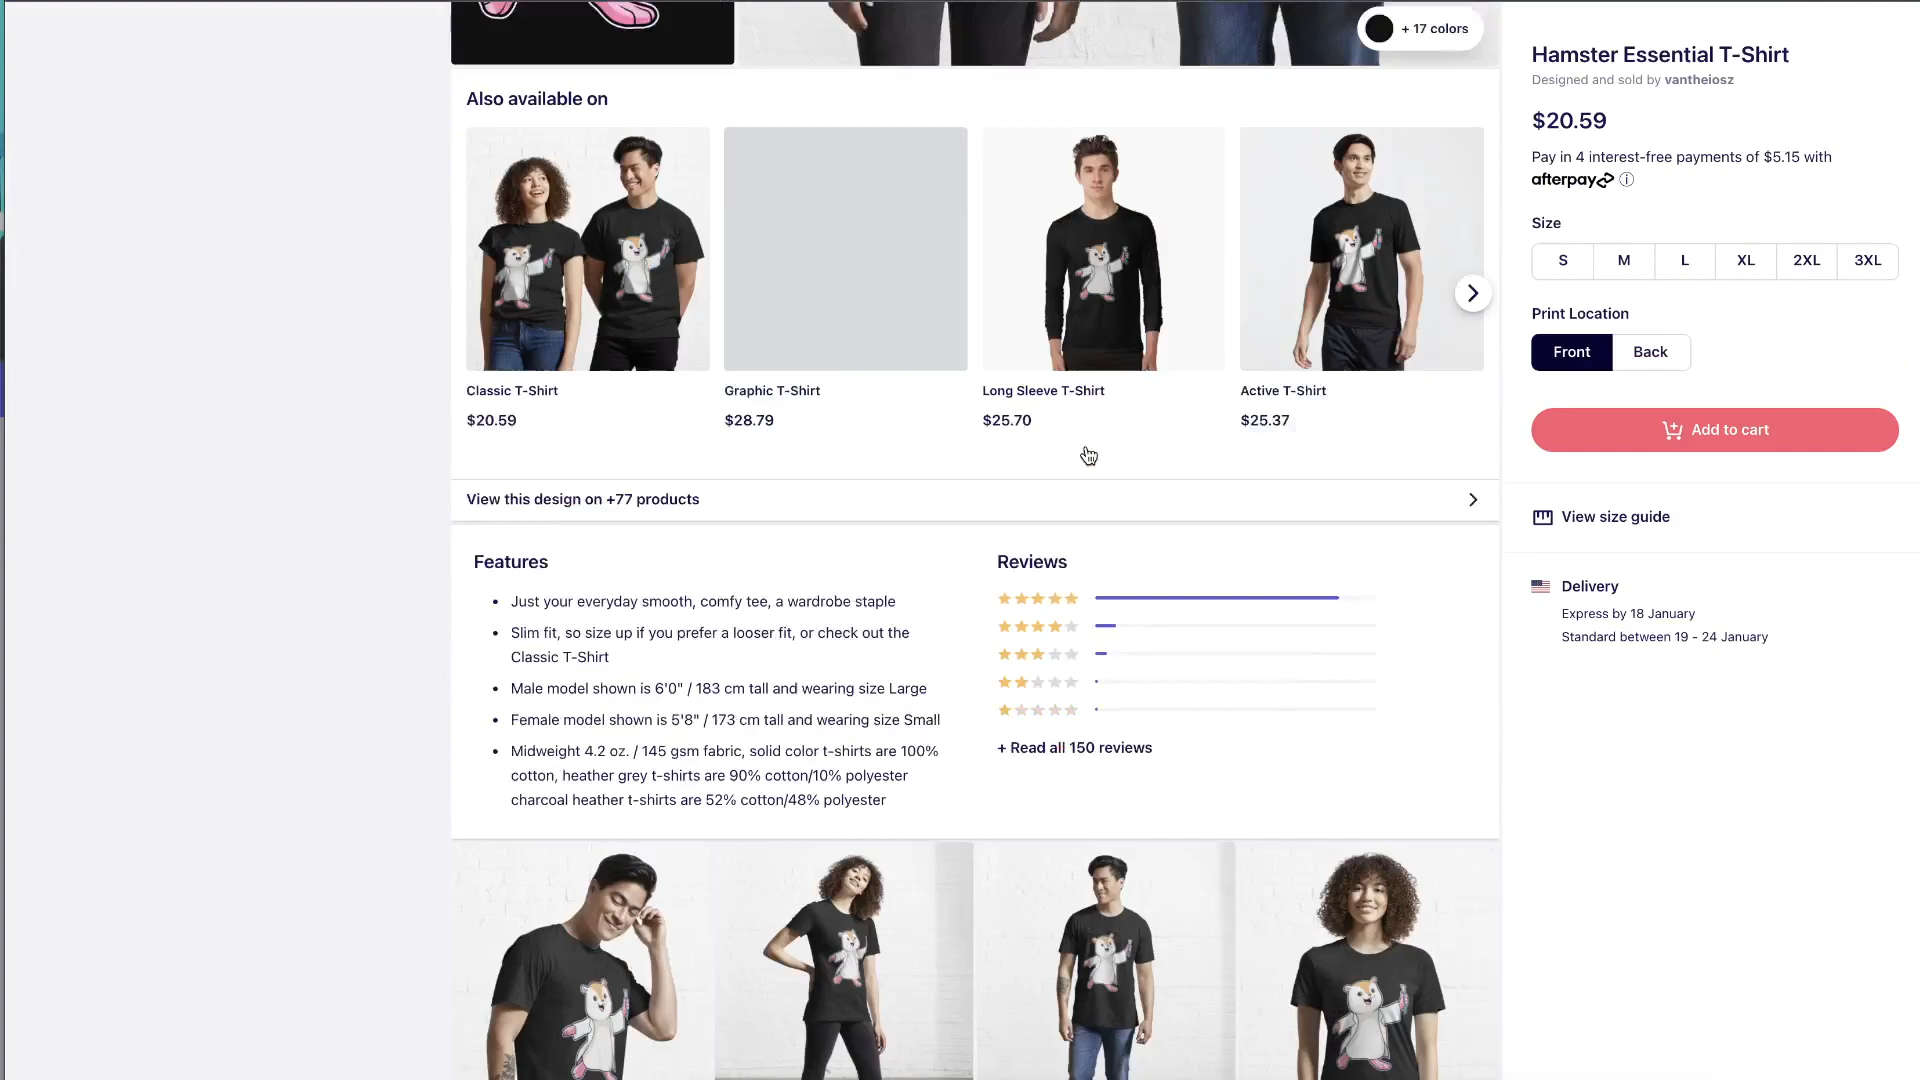 + 17 colors
Also available on
Classic T-Shirt
$20.59
Graphic T-Shirt
$28.79
Long Sleeve T-Shirt
$25.70
Active T-Shirt
$25.37
View this design on +77 products
Features
Just your everyday smooth, comfy tee, a wardrobe staple
Slim fit, so size up if you prefer a looser fit, or check out the
Classic T-Shirt
Male model shown is 6'0" / 183 cm tall and wearing size Large
Female model shown is 5'8" / 173 cm tall and wearing size Small
Midweight 4.2 oz. / 145 gsm fabric, solid color t-shirts are 100%
cotton, heather grey t-shirts are 90% cotton/10% polyester
charcoal heather t-shirts are 52% cotton/48% polyester
Reviews
+ Read all 150 reviews
Hamster Essential T-Shirt
Designed and sold by vantheiosz
$20.59
Pay in 4 interest-free payments of $5.15 with
afterpay
Size
S M L XL 2XL 3XL
Print Location
Front Back
Add to cart
View size guide
Delivery
Express by 18 January
Standard between 19 - 24 January